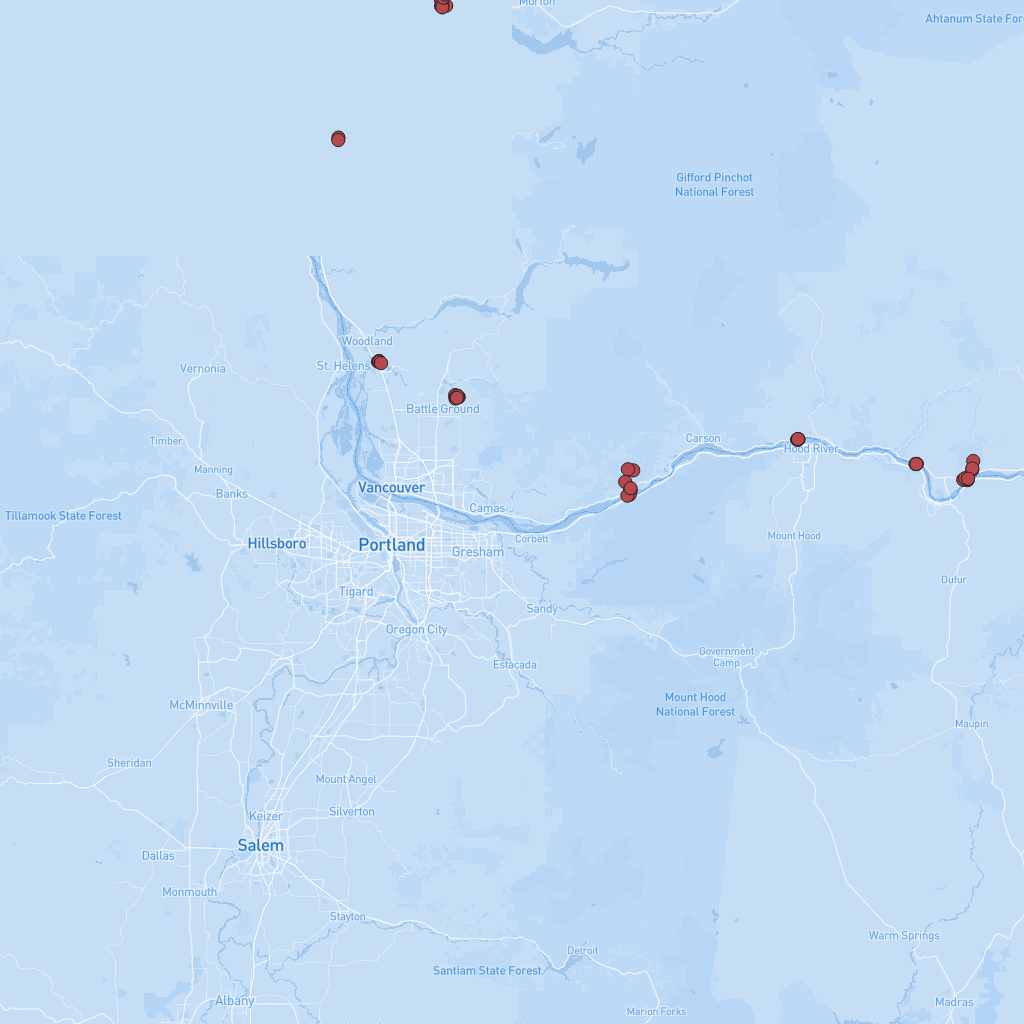 Morton
Ahtanum State For
Gifford Pinchot
National Forest
Woodland
St. Helens
Vernonia
Battle Ground
Timber
Carson
Hood River
Manning
Banks
Vancouver
Camas
Tillamook State Forest
Hillsboro
Portland
Corbett
Gresham
Mount Hood
Tigard
Dufur
Sandy
Oregon City
Estacada
Government
Camp
McMinnville
Mount Hood
National Forest
Maupin
Sheridan
Mount Angel
Silverton
Keizer
Salem
Dallas
Monmouth
Stayton
Warm Springs
Detroit
Santiam State Forest
Albany
Marion Forks
Madras